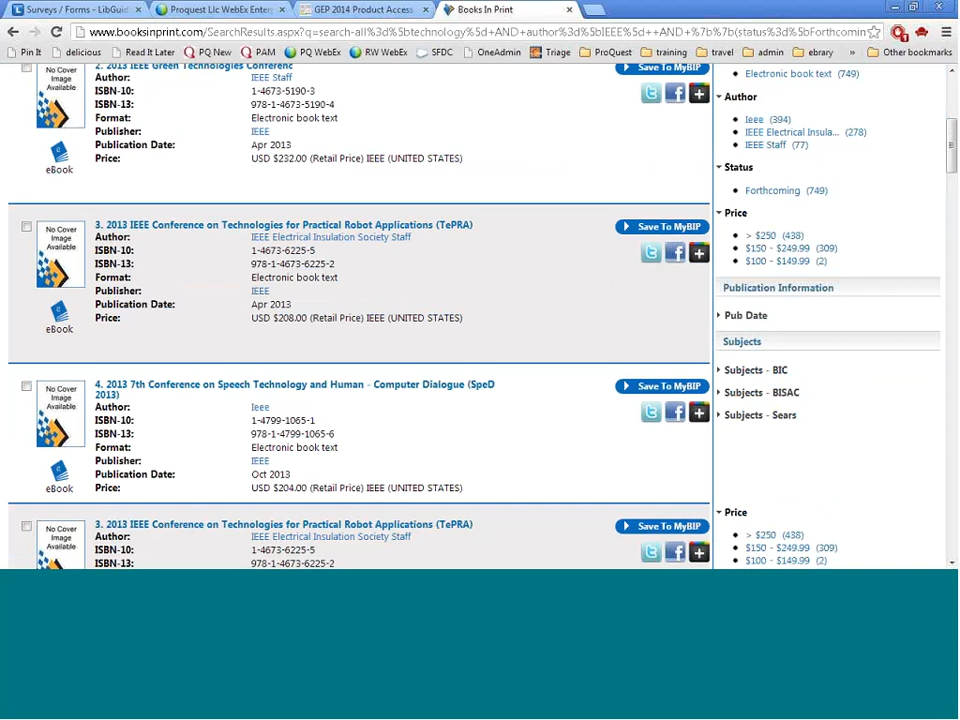 Surveys / Forms - LibGuid × Proquest Llc WebEx Enter × GEP 2014 Product Access × Books In Print ×
www.booksinprint.com/SearchResults.aspx?q=search-all%3d%5btechnology%5d+AND+author%3d%5bIEEE%5d++AND+%7b%7b(status%3d%5bForthcomin
Pin It delicious Read It Later PQ New PAM PQ WebEx RW WebEx SFDC OneAdmin Triage ProQuest training travel admin ebrary » Other bookmarks
No Cover Image Available
2. 2013 IEEE Green Technologies Conferenc
Author: IEEE Staff
ISBN-10: 1-4673-5190-3
ISBN-13: 978-1-4673-5190-4
Format: Electronic book text
Publisher: IEEE
Publication Date: Apr 2013
Price: USD $232.00 (Retail Price) IEEE (UNITED STATES)
eBook
Save To MyBIP
No Cover Image Available
3. 2013 IEEE Conference on Technologies for Practical Robot Applications (TePRA)
Author: IEEE Electrical Insulation Society Staff
ISBN-10: 1-4673-6225-5
ISBN-13: 978-1-4673-6225-2
Format: Electronic book text
Publisher: IEEE
Publication Date: Apr 2013
Price: USD $208.00 (Retail Price) IEEE (UNITED STATES)
eBook
Save To MyBIP
No Cover Image Available
4. 2013 7th Conference on Speech Technology and Human - Computer Dialogue (SpeD
2013)
Author: Ieee
ISBN-10: 1-4799-1065-1
ISBN-13: 978-1-4799-1065-6
Format: Electronic book text
Publisher: IEEE
Publication Date: Oct 2013
Price: USD $204.00 (Retail Price) IEEE (UNITED STATES)
eBook
Save To MyBIP
No Cover Image Available
3. 2013 IEEE Conference on Technologies for Practical Robot Applications (TePRA)
Author: IEEE Electrical Insulation Society Staff
ISBN-10: 1-4673-6225-5
ISBN-13: 978-1-4673-6225-2
Save To MyBIP
Electronic book text (749)
Author
Ieee (394)
IEEE Electrical Insula... (278)
IEEE Staff (77)
Status
Forthcoming (749)
Price
> $250 (438)
$150 - $249.99 (309)
$100 - $149.99 (2)
Publication Information
Pub Date
Subjects
Subjects - BIC
Subjects - BISAC
Subjects - Sears
Price
> $250 (438)
$150 - $249.99 (309)
$100 - $149.99 (2)